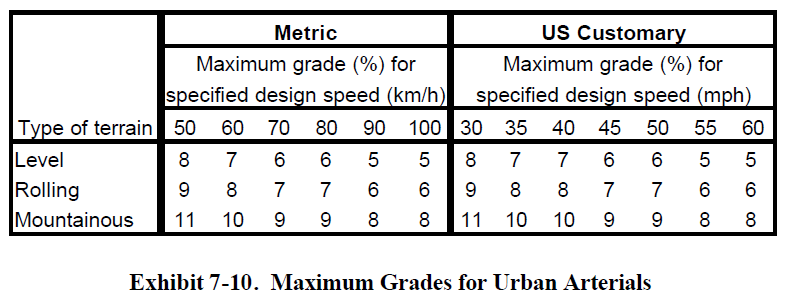 Metric US Customary
Maximum grade (%) for Maximum grade (%) for
specified design speed (km/h) specified design speed (mph)
Type of terrain 50 60 70 80 90 100 30 35 40 45 50 55 60
Level 8 7 6 6 5 5 8 7 7 6 6 5 5
Rolling 9 8 7 7 6 6 9 8 8 7 7 6 6
Mountainous 11 10 9 9 8 8 11 10 10 9 9 8 8
Exhibit 7-10. Maximum Grades for Urban Arterials